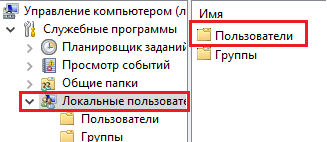 Управление компьютером (л
Служебные программы
Планировщик заданий
Просмотр событий
Общие папки
Локальные пользовате
Пользователи
Группы
Имя
Пользователи
Группы